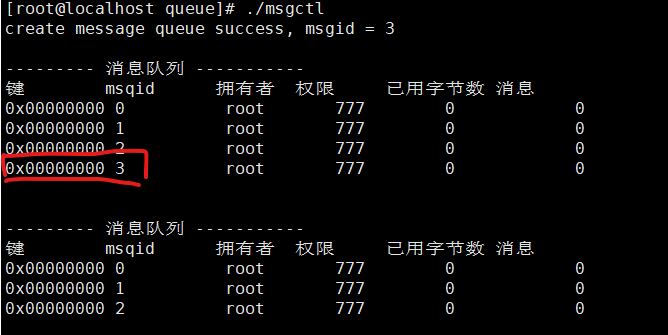 [root@localhost queue]# ./msgctl
create message queue success, msgid = 3
--------- 消息队列 -----------
键 msqid 拥有者 权限 已用字节数 消息
0x00000000 0 root 777 0 0
0x00000000 1 root 777 0 0
0x00000000 2 root 777 0 0
0x00000000 3 root 777 0 0
--------- 消息队列 -----------
键 msqid 拥有者 权限 已用字节数 消息
0x00000000 0 root 777 0 0
0x00000000 1 root 777 0 0
0x00000000 2 root 777 0 0